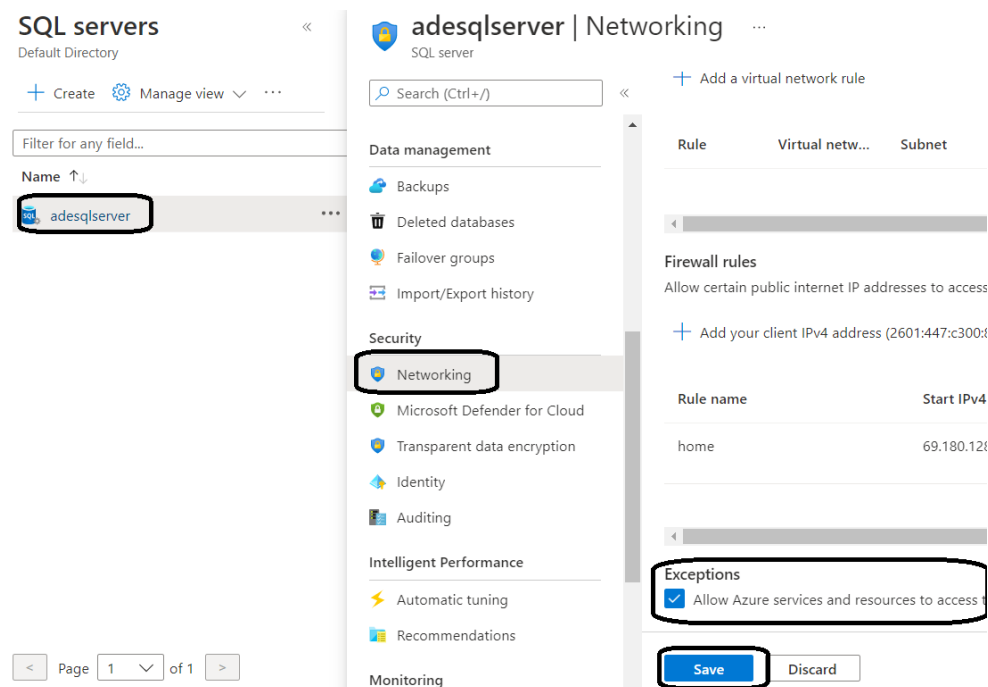 SQL servers
Default Directory
Create
Manage view
Filter for any field...
Name
adesqlserver
Page 1 of 1
adesqlserver | Networking
SQL server
Search (Ctrl+/)
Data management
Backups
Deleted databases
Failover groups
Import/Export history
Security
Networking
Microsoft Defender for Cloud
Transparent data encryption
Identity
Auditing
Intelligent Performance
Automatic tuning
Recommendations
Monitoring
Add a virtual network rule
Rule Virtual netw... Subnet
Firewall rules
Allow certain public internet IP addresses to access
Add your client IPv4 address (2601:447:c300:8
Rule name Start IPv4
home 69.180.128
Exceptions
Allow Azure services and resources to access t
Save Discard